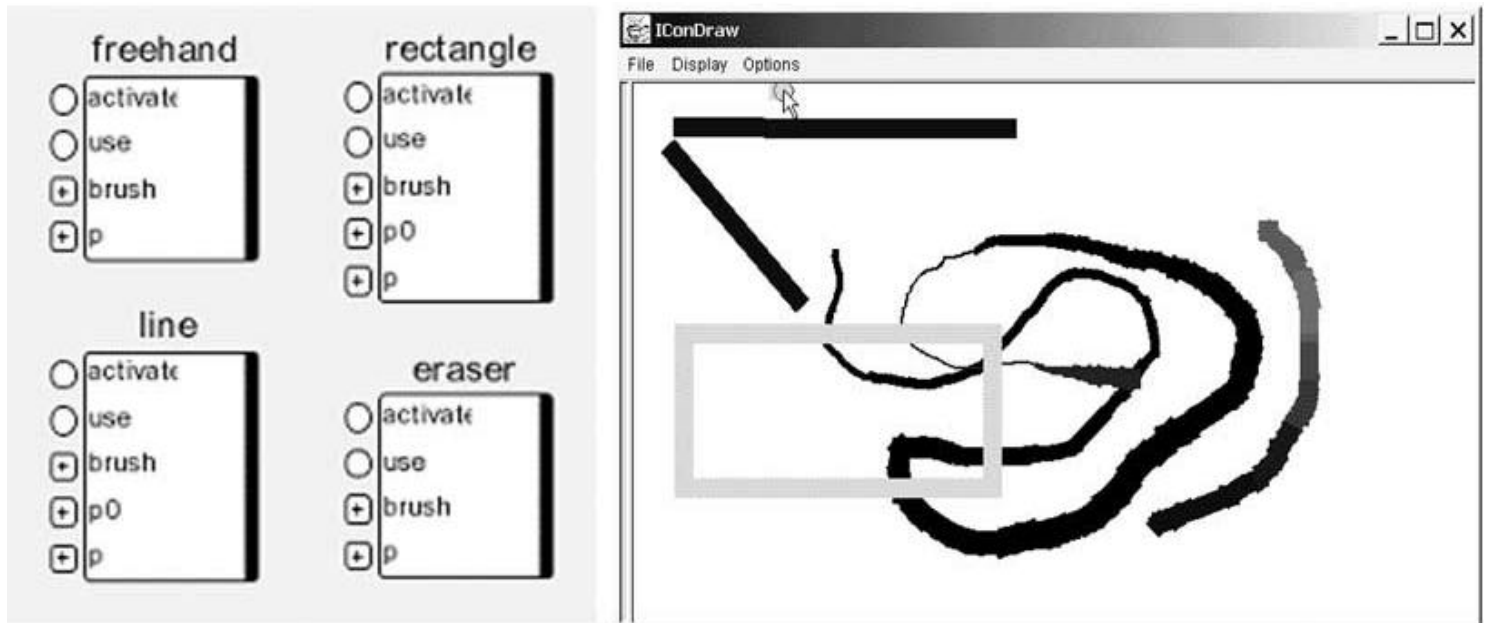 freehand
activate
use
brush
p
rectangle
activate
use
brush
p0
p
line
activate
use
brush
p0
p
eraser
activate
use
brush
p
IConDraw
File Display Options